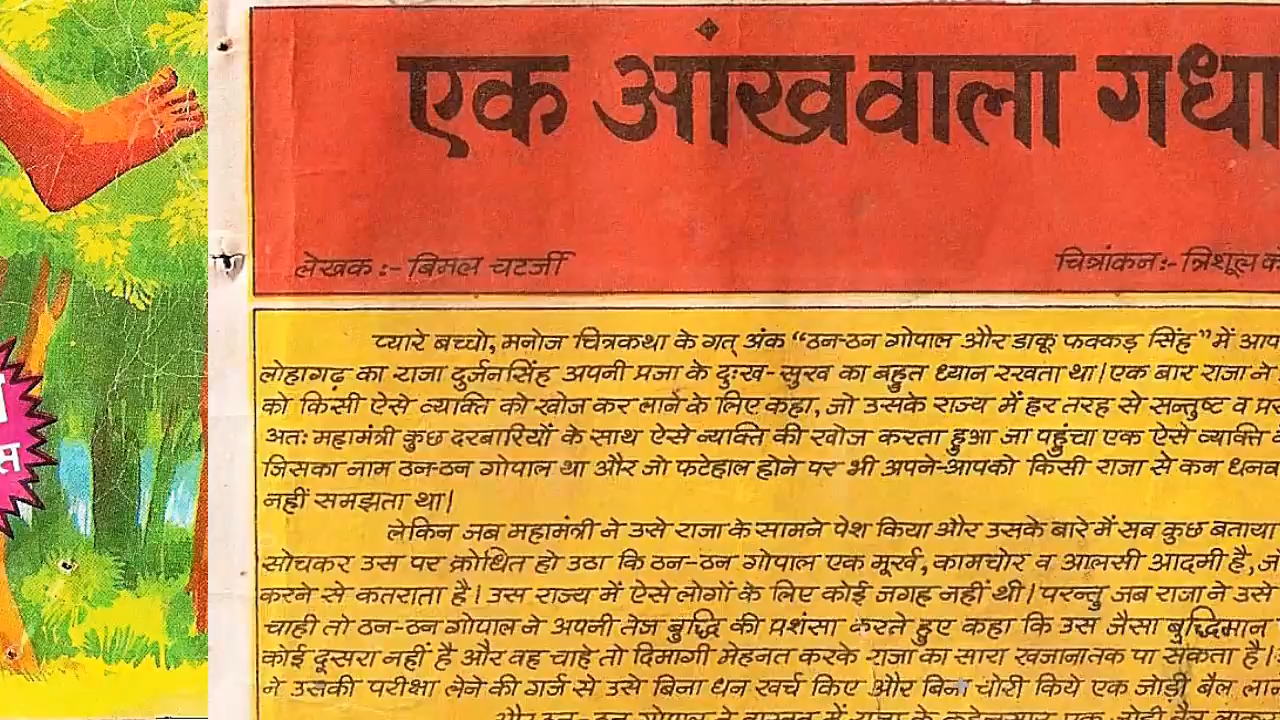 एक आंखवाला गधा
लेखक :- बिमल चटर्जी
चित्रांकन :- त्रिशूल
प्यारे बच्चो, मनोज चित्रकथा के गत् अंक "ठन-ठन गोपाल और डाकू फक्कड़ सिंह" में आप
लोहागढ़ का राजा दुर्जनसिंह अपनी प्रजा के दुःख-सुख का बहुत ध्यान रखता था। एक बार राजा ने
को किसी ऐसे व्याक्ति को खोज कर लाने के लिए कहा, जो उसके राज्य में हर तरह से सन्तुष्ट व
अतः महामंत्री कुछ दरबारियों के साथ ऐसे व्याक्ति की खोज करता हुआ जा पहुंचा एक ऐसे व्याक्ति
जिसका नाम ठन-ठन गोपाल था और जो फटेहाल होने पर भी अपने-आपको किसी राजा से कम
नहीं समझता था।
लेकिन जब महामंत्री ने उसे राजा के सामने पेश किया और उसके बारे में सब कुछ बताया
सोचकर उस पर क्रोधित हो उठा कि ठन-ठन गोपाल एक मूर्ख, कामचोर व आलसी आदमी है,
करने से कतराता है। उस राज्य में ऐसे लोगों के लिए कोई जगह नहीं थी। परन्तु जब राजा ने उसे
चाही तो ठन-ठन गोपाल ने अपनी तेज बुद्धि की प्रशंसा करते हुए कहा कि उस जैसा बुद्धिमान
कोई दूसरा नहीं है और वह चाहे तो दिमागी मेहनत करके राजा का सारा खजाना तक पा सकता है।
ने उसकी परीक्षा लेने की गर्ज से उसे बिना धन खर्च किए और बिना चोरी किये एक जोड़ी बैल